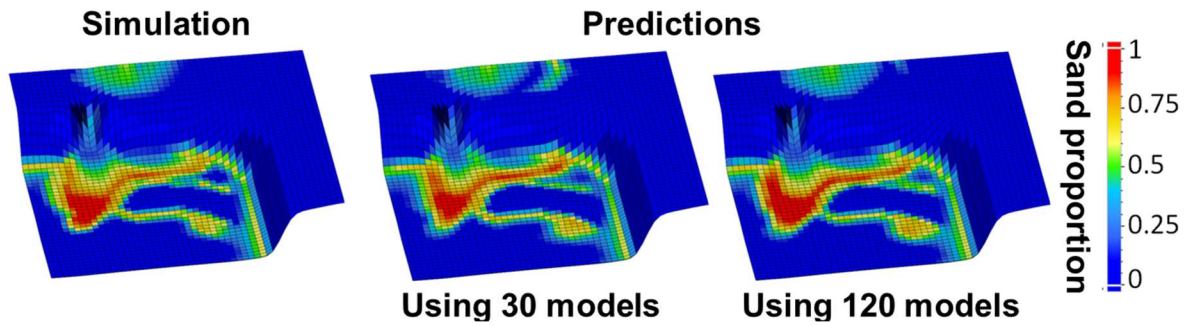 Simulation
Predictions
Using 30 models
Using 120 models
Sand proportion
1
0.75
0.5
0.25
0